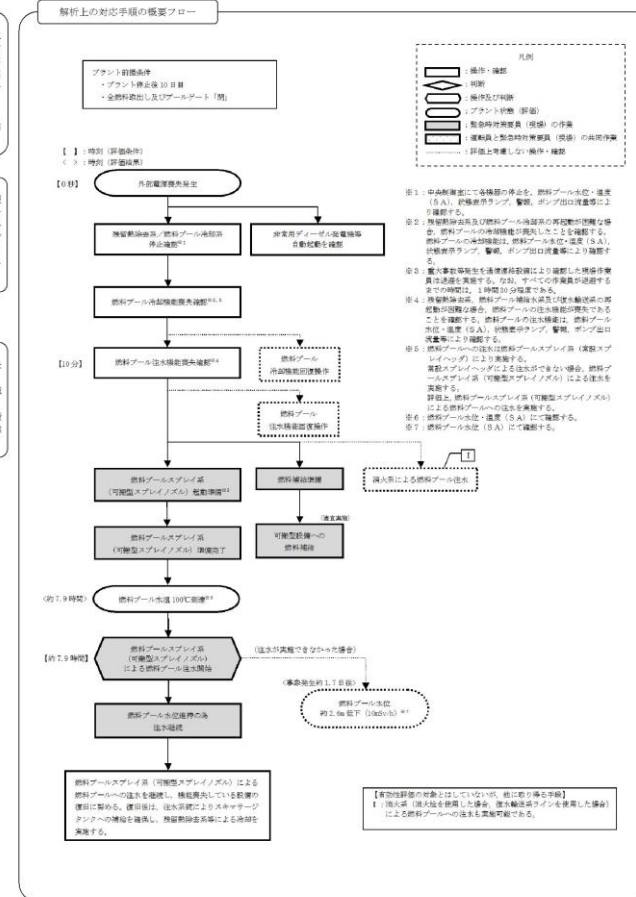 解析上の対応手順の概要フロー
プラント前提条件
・プラント停止後 10 日目
・全燃料取出し及びプールゲート「閉」
凡例
：操作・確認
：判断
：操作及び判断
：プラント状態（評価）
：緊急時対策要員（現場）の作業
：運転員と緊急時対策要員（現場）の共同作業
：評価上考慮しない操作・確認
【 】：時刻（評価条件）
< >：時刻（評価結果）
【0 秒】
外部電源喪失発生
残留熱除去系／燃料プール冷却系
停止確認※1
非常用ディーゼル発電機等
自動起動を確認
燃料プール冷却機能喪失確認※2,3
【10 分】
燃料プール注水機能喪失確認※4
燃料プール
冷却機能回復操作
燃料プール
注水機能回復操作
燃料プールスプレイ系
（可搬型スプレイノズル）起動準備※5
燃料補給準備
消火系による燃料プール注水
I
（適宜実施）
燃料プールスプレイ系
（可搬型スプレイノズル）準備完了
可搬型設備への
燃料補給
<約 7.9 時間>
燃料プール水温 100℃到達※6
【約 7.9 時間】
燃料プールスプレイ系
（可搬型スプレイノズル）
による燃料プール注水開始
（注水が実施できなかった場合）
<事象発生約 1.7 日後>
燃料プール水位
約 2.6m 低下（10mSv/h）※7
燃料プール水位維持の為
注水継続
燃料プールスプレイ系（可搬型スプレイノズル）による
燃料プールへの注水を継続し、機能喪失している設備の
復旧に努める。復旧後は、注水系統によりスキマサージ
タンクへの補給を確保し、残留熱除去系等による冷却を
実施する。
※1：中央制御室にて各機器の停止を、燃料プール水位・温度
（ＳＡ）、状態表示ランプ、警報、ポンプ出口流量等によ
り確認する。
※2：残留熱除去系及び燃料プール冷却系の再起動が困難な場
合、燃料プールの冷却機能が喪失したことを確認する。
燃料プールの冷却機能は、燃料プール水位・温度（ＳＡ）、
状態表示ランプ、警報、ポンプ出口流量等により確認す
る。
※3：重大事故等発生を通信連絡設備により確認した現場作業
員は退避を実施する。なお、すべての作業員が退避する
までの時間は、1 時間 30 分程度である。
※4：残留熱除去系、燃料プール補給水系及び復水輸送系の再
起動が困難な場合、燃料プールの注水機能が喪失であ
ることを確認する。燃料プールの注水機能は、燃料プール
水位・温度（ＳＡ）、状態表示ランプ、警報、ポンプ出口
流量等により確認する。
※5：燃料プールへの注水は燃料プールスプレイ系（常設スプ
レイヘッダ）により実施する。
常設スプレイヘッダによる注水ができない場合、燃料プ
ールスプレイ系（可搬型スプレイノズル）による注水を
実施する。
評価上、燃料プールスプレイ系（可搬型スプレイノズル）
による燃料プールへの注水を実施する。
※6：燃料プール水位・温度（ＳＡ）にて確認する。
※7：燃料プール水位（ＳＡ）にて確認する。
【有効性評価の対象とはしていないが、他に取り得る手段】
I：消火系（消火栓を使用した場合、復水輸送系ラインを使用した場合）
による燃料プールへの注水も実施可能である。